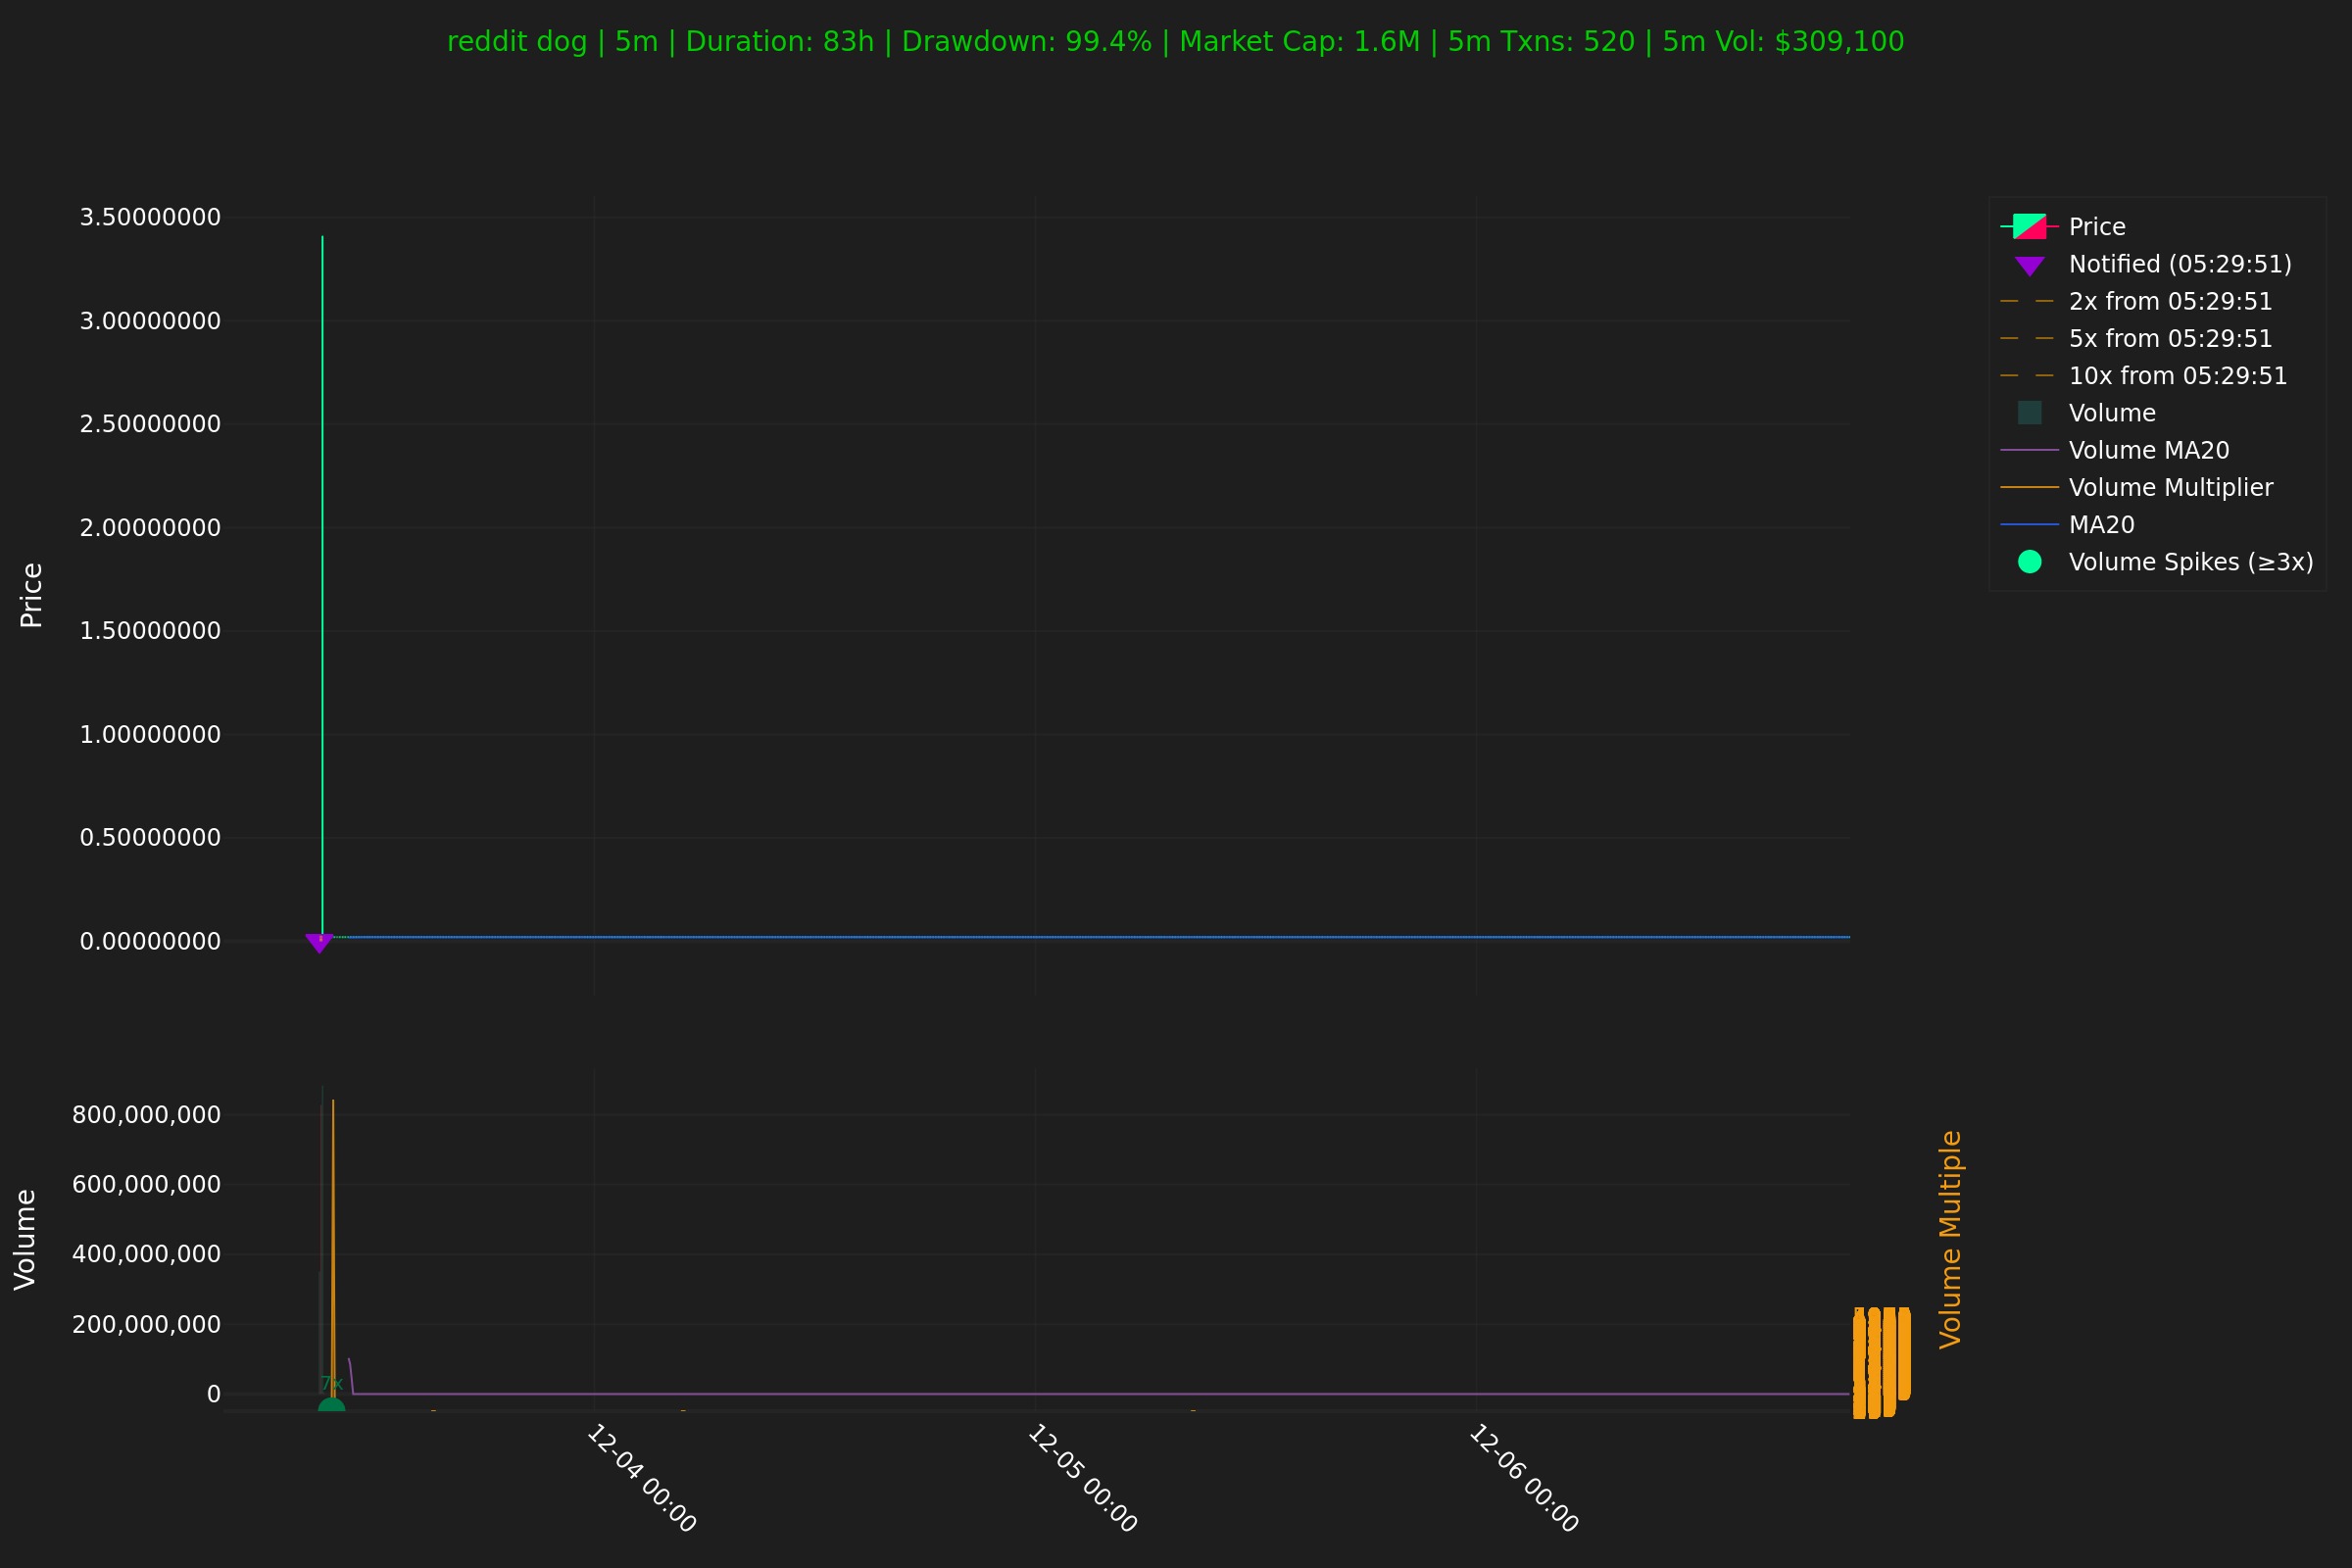 reddit dog | 5m | Duration: 83h | Drawdown: 99.4% | Market Cap: 1.6M | 5m Txns: 520 | 5m Vol: $309,100
3.50000000
3.00000000
2.50000000
2.00000000
1.50000000
1.00000000
0.50000000
0.00000000
Price
Price
Notified (05:29:51)
2x from 05:29:51
5x from 05:29:51
10x from 05:29:51
Volume
Volume MA20
Volume Multiplier
MA20
Volume Spikes (≥3x)
800,000,000
600,000,000
400,000,000
200,000,000
0
Volume
7x
Volume Multiple
12-04 00:00
12-05 00:00
12-06 00:00